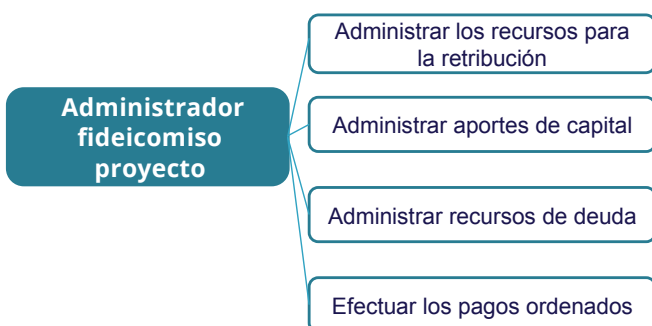 Administrador
fideicomiso
proyecto
Administrar los recursos para
la retribución
Administrar aportes de capital
Administrar recursos de deuda
Efectuar los pagos ordenados